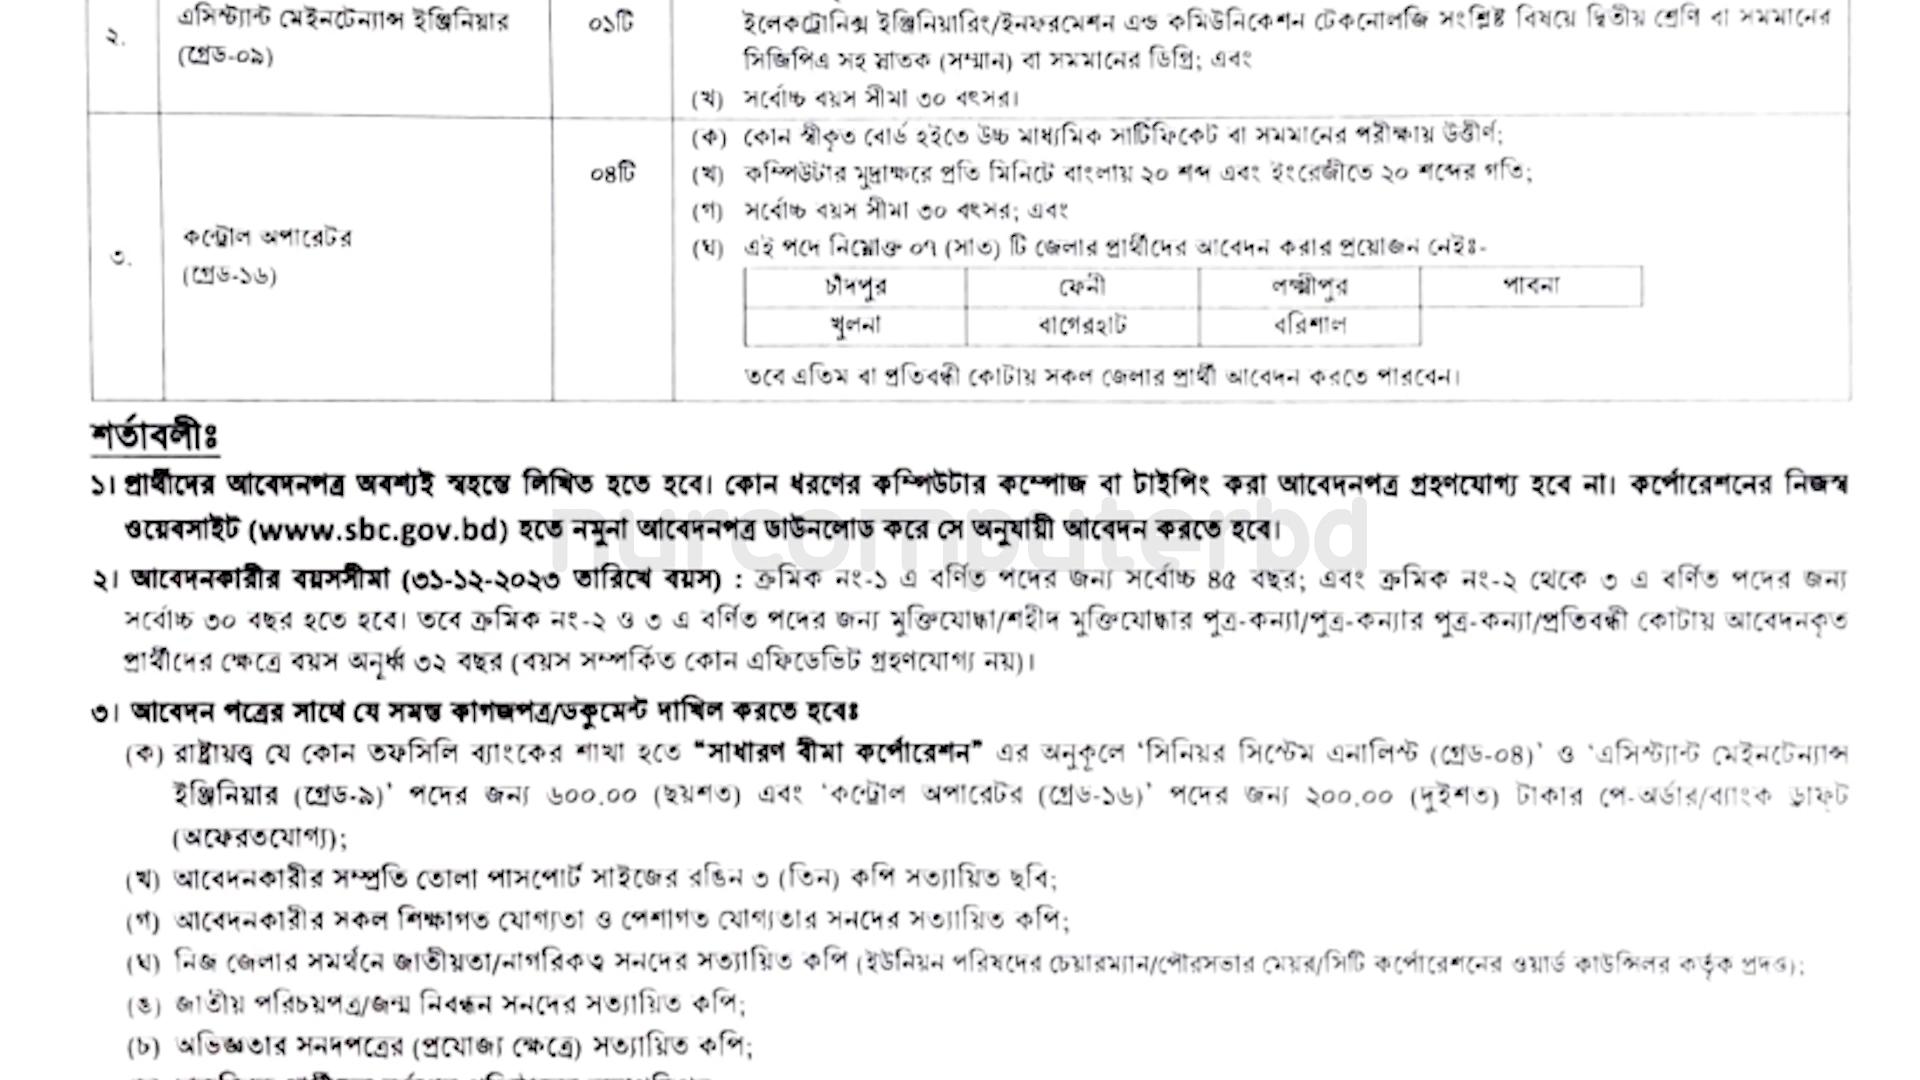 ২. এসিস্ট্যান্ট মেইনটেন্যান্স ইঞ্জিনিয়ার ০১টি ইলেকট্রোনিক্স ইঞ্জিনিয়ারিং/ইনফরমেশন এন্ড কমিউনিকেশন টেকনোলজি সংশ্লিষ্ট বিষয়ে দ্বিতীয় শ্রেণি বা সমমানের
(গ্রেড-০৯) সিজিপিএ সহ স্নাতক (সম্মান) বা সমমানের ডিগ্রি; এবং
(খ) সর্বোচ্চ বয়স সীমা ৩০ বৎসর।
৩. কন্ট্রোল অপারেটর
(গ্রেড-১৬)
০৪টি
(ক) কোন স্বীকৃত বোর্ড হইতে উচ্চ মাধ্যমিক সার্টিফিকেট বা সমমানের পরীক্ষায় উত্তীর্ণ;
(খ) কম্পিউটার মুদ্রাক্ষরে প্রতি মিনিটে বাংলায় ২০ শব্দ এবং ইংরেজীতে ২০ শব্দের গতি;
(গ) সর্বোচ্চ বয়স সীমা ৩০ বৎসর; এবং
(ঘ) এই পদে নিম্নোক্ত ০৭ (সাত) টি জেলার প্রার্থীদের আবেদন করার প্রয়োজন নেইঃ-
চাঁদপুর ফেনী লক্ষ্মীপুর পাবনা
খুলনা বাগেরহাট বরিশাল
তবে এতিম বা প্রতিবন্ধী কোটায় সকল জেলার প্রার্থী আবেদন করতে পারবেন।
শর্তাবলীঃ
১। প্রার্থীদের আবেদনপত্র অবশ্যই স্বহস্তে লিখিত হতে হবে। কোন ধরণের কম্পিউটার কম্পোজ বা টাইপিং করা আবেদনপত্র গ্রহণযোগ্য হবে না। কর্পোরেশনের নিজস্ব
ওয়েবসাইট (www.sbc.gov.bd) হতে নমুনা আবেদনপত্র ডাউনলোড করে সে অনুযায়ী আবেদন করতে হবে।
nurcomputerbd
২। আবেদনকারীর বয়সসীমা (৩১-১২-২০২৩ তারিখে বয়স) : ক্রমিক নং-১ এ বর্ণিত পদের জন্য সর্বোচ্চ ৪৫ বছর; এবং ক্রমিক নং-২ থেকে ৩ এ বর্ণিত পদের জন্য
সর্বোচ্চ ৩০ বছর হতে হবে। তবে ক্রমিক নং-২ ও ৩ এ বর্ণিত পদের জন্য মুক্তিযোদ্ধা/শহীদ মুক্তিযোদ্ধার পুত্র-কন্যা/পুত্র-কন্যার পুত্র-কন্যা/প্রতিবন্ধী কোটায় আবেদনকৃত
প্রার্থীদের ক্ষেত্রে বয়স অনূর্ধ্ব ৩২ বছর (বয়স সম্পর্কিত কোন এফিডেভিট গ্রহণযোগ্য নয়)।
৩। আবেদন পত্রের সাথে যে সমস্ত কাগজপত্র/ডকুমেন্ট দাখিল করতে হবেঃ
(ক) রাষ্ট্রায়ত্ত্ব যে কোন তফসিলি ব্যাংকের শাখা হতে “সাধারণ বীমা কর্পোরেশন” এর অনুকূলে ‘সিনিয়র সিস্টেম এনালিস্ট (গ্রেড-০৪)’ ও ‘এসিস্ট্যান্ট মেইনটেন্যান্স
ইঞ্জিনিয়ার (গ্রেড-৯)’ পদের জন্য ৬০০.০০ (ছয়শত) এবং ‘কন্ট্রোল অপারেটর (গ্রেড-১৬)’ পদের জন্য ২০০.০০ (দুইশত) টাকার পে-অর্ডার/ব্যাংক ড্রাফ্ট
(অফেরতযোগ্য);
(খ) আবেদনকারীর সম্প্রতি তোলা পাসপোর্ট সাইজের রঙিন ৩ (তিন) কপি সত্যায়িত ছবি;
(গ) আবেদনকারীর সকল শিক্ষাগত যোগ্যতা ও পেশাগত যোগ্যতার সনদের সত্যায়িত কপি;
(ঘ) নিজ জেলার সমর্থনে জাতীয়তা/নাগরিকত্ব সনদের সত্যায়িত কপি (ইউনিয়ন পরিষদের চেয়ারম্যান/পৌরসভার মেয়র/সিটি কর্পোরেশনের ওয়ার্ড কাউন্সিলর কর্তৃক প্রদত্ত);
(ঙ) জাতীয় পরিচয়পত্র/জন্ম নিবন্ধন সনদের সত্যায়িত কপি;
(চ) অভিজ্ঞতার সনদপত্রের (প্রযোজ্য ক্ষেত্রে) সত্যায়িত কপি;